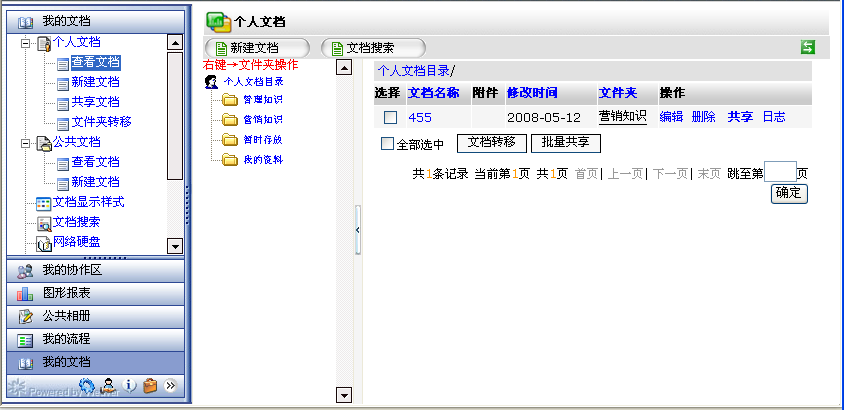 我的文档
个人文档
查看文档
新建文档
共享文档
文件夹转移
公共文档
查看文档
新建文档
文档显示样式
文档搜索
网络硬盘
我的协作区
图形报表
公共相册
我的流程
我的文档
Powered by
个人文档
新建文档 文档搜索
右键→文件夹操作
个人文档目录
管理知识
营销知识
暂时存放
我的资料
个人文档目录/
选择 文档名称 附件 修改时间 文件夹 操作
455 2008-05-12 营销知识 编辑 删除 共享 日志
全部选中 文档转移 批量共享
共1条记录 当前第1页 共1页 首页| 上一页| 下一页| 末页 跳至第 页
确定